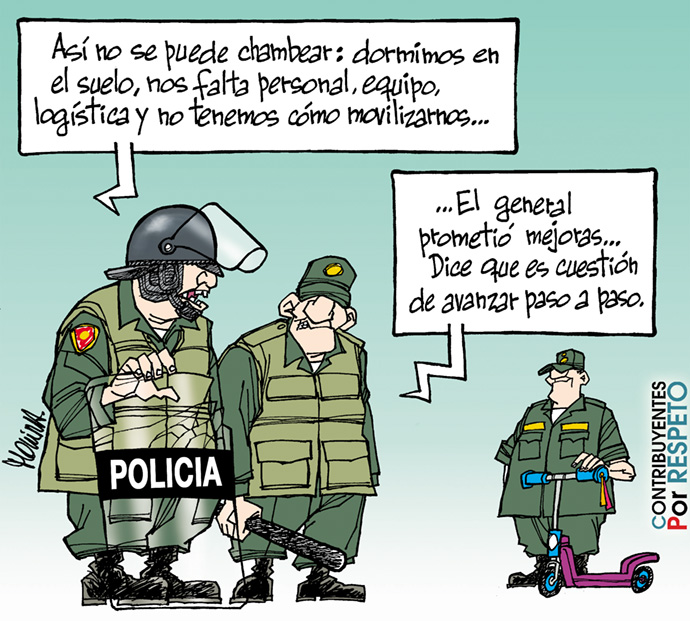 Así no se puede chambear: dormimos en
el suelo, nos falta personal, equipo,
logística y no tenemos cómo movilizarnos...
...El general
prometió mejoras...
Dice que es cuestión
de avanzar paso a paso.
POLICIA
CONTRIBUYENTES
Por RESPETO